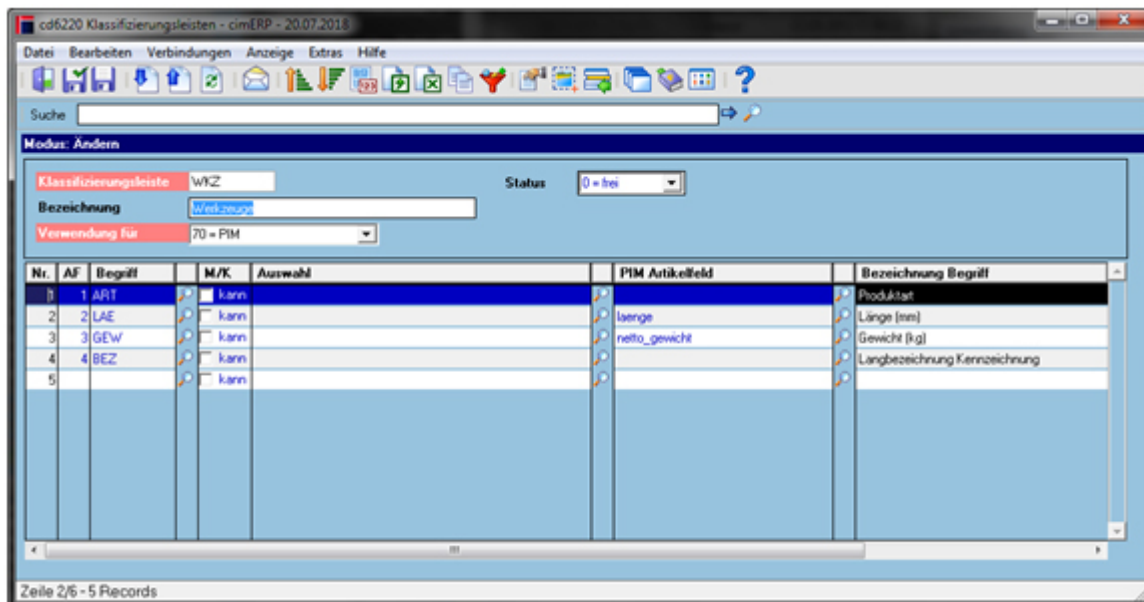 cd6220 Klassifizierungsleisten - cimERP - 20.07.2018
Datei Bearbeiten Verbindungen Anzeige Extras Hilfe
Suche
Modus: Ändern
Klassifizierungsleiste WKZ Status 0 = frei
Bezeichnung Werkzeuge
Verwendung für 70 = PIM
Nr. AF Begriff M/K Auswahl PIM Artikelfeld Bezeichnung Begriff
1 1 ART kann Produktart
2 2 LAE kann laenge Länge (mm)
3 3 GEW kann netto_gewicht Gewicht (kg)
4 4 BEZ kann Langbezeichnung Kennzeichnung
5 kann
Zeile 2/6 - 5 Records